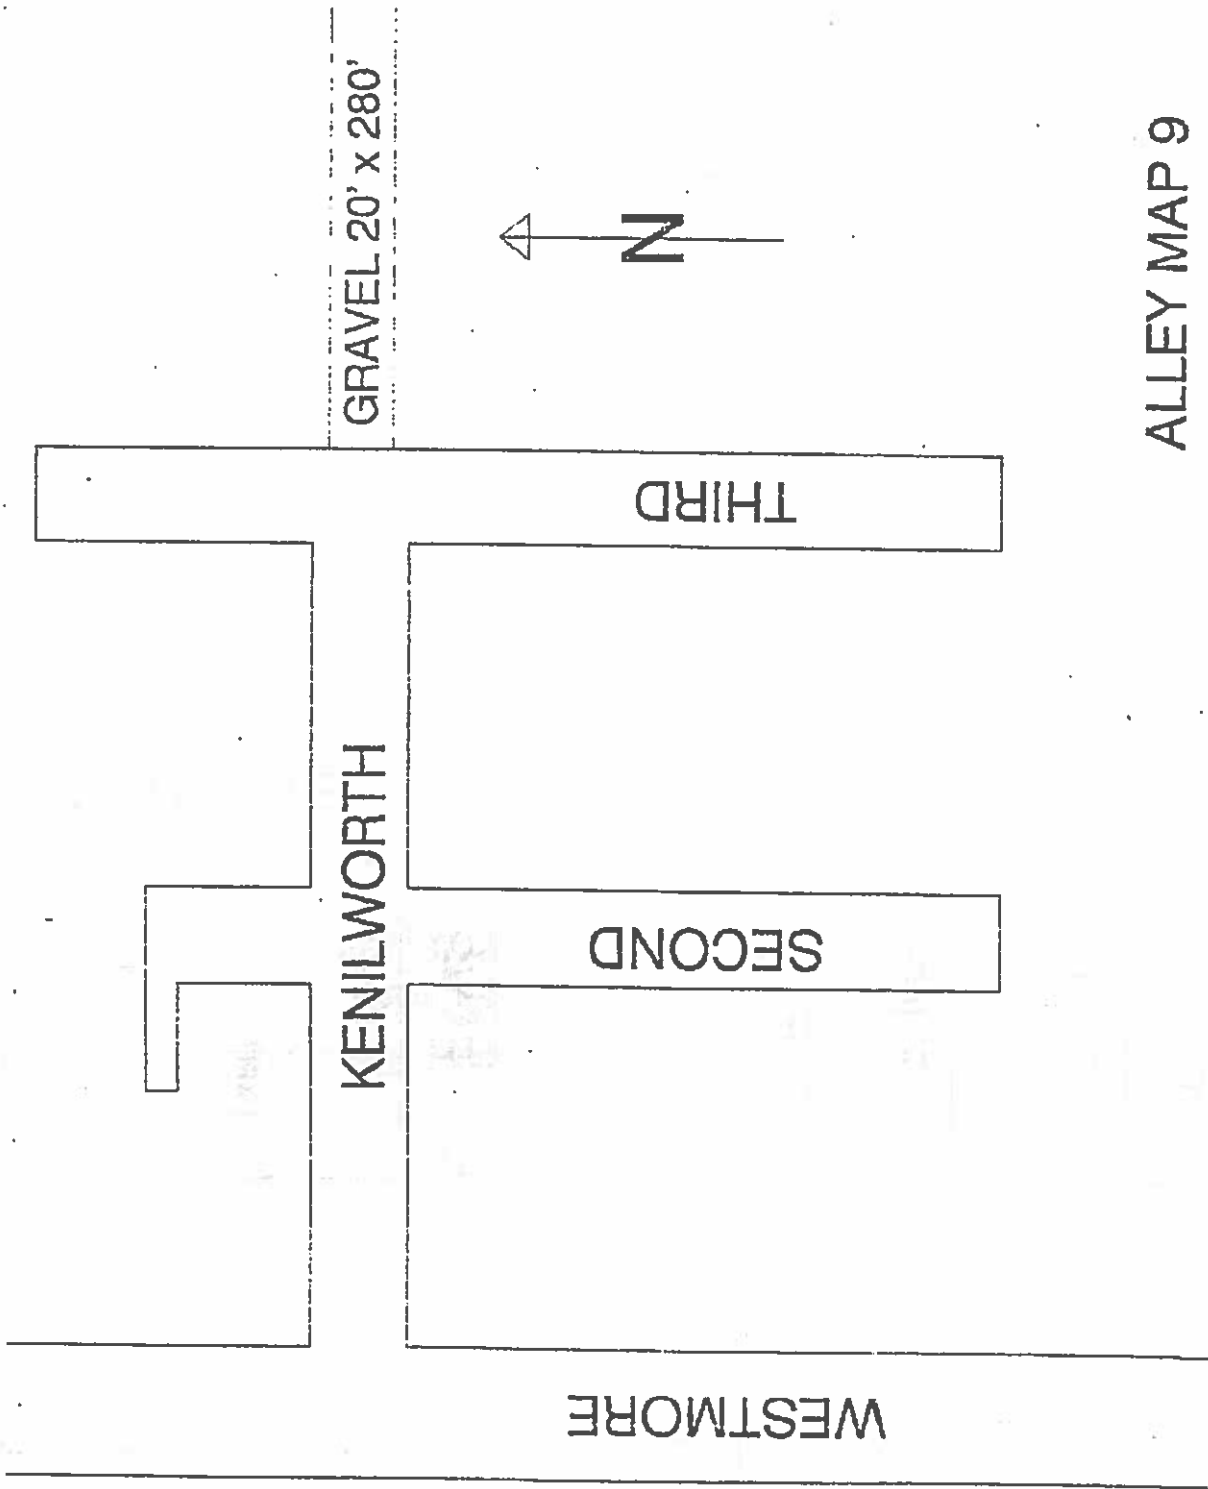 GRAVEL 20' x 280'
N
THIRD
KENILWORTH
SECOND
WESTMORE
ALLEY MAP 9